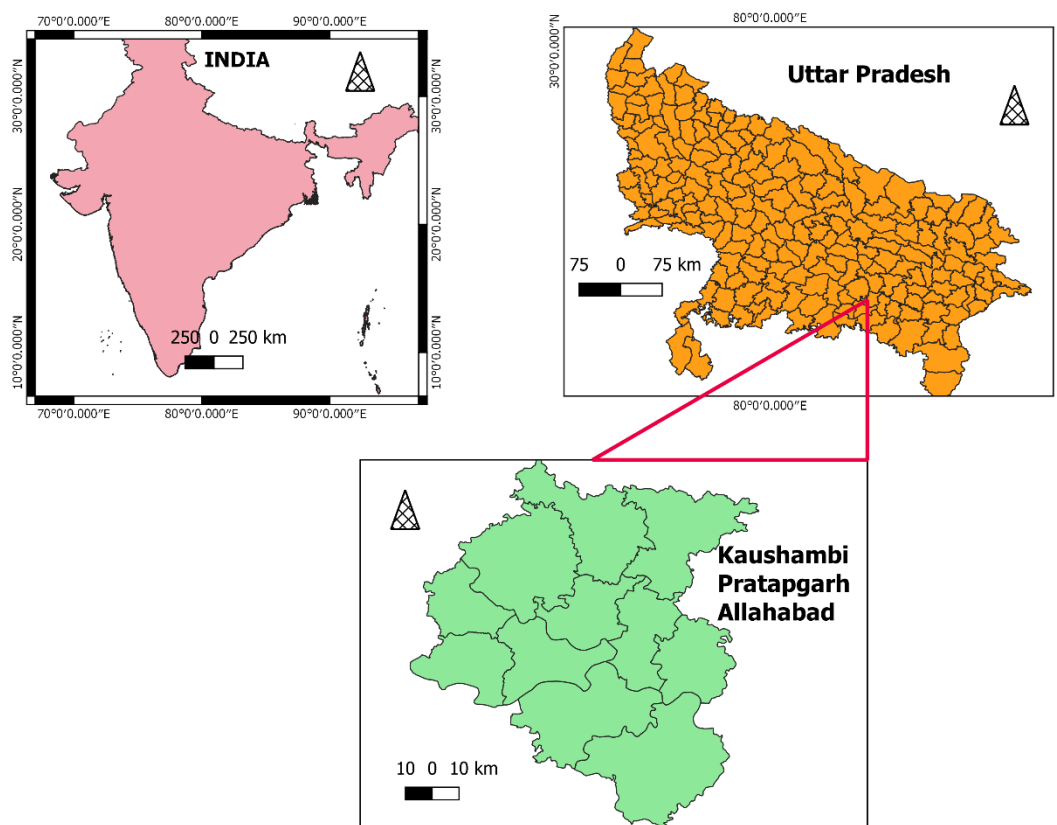 70°0'0.000"E 80°0'0.000"E 90°0'0.000"E
INDIA
30°0'0.000"N
20°0'0.000"N
10°0'0.000"N
30°0'0.000"N
20°0'0.000"N
10°0'0.000"N
250 0 250 km
70°0'0.000"E 80°0'0.000"E 90°0'0.000"E
80°0'0.000"E
30°0'0.000"N
Uttar Pradesh
75 0 75 km
80°0'0.000"E
Kaushambi
Pratapgarh
Allahabad
10 0 10 km